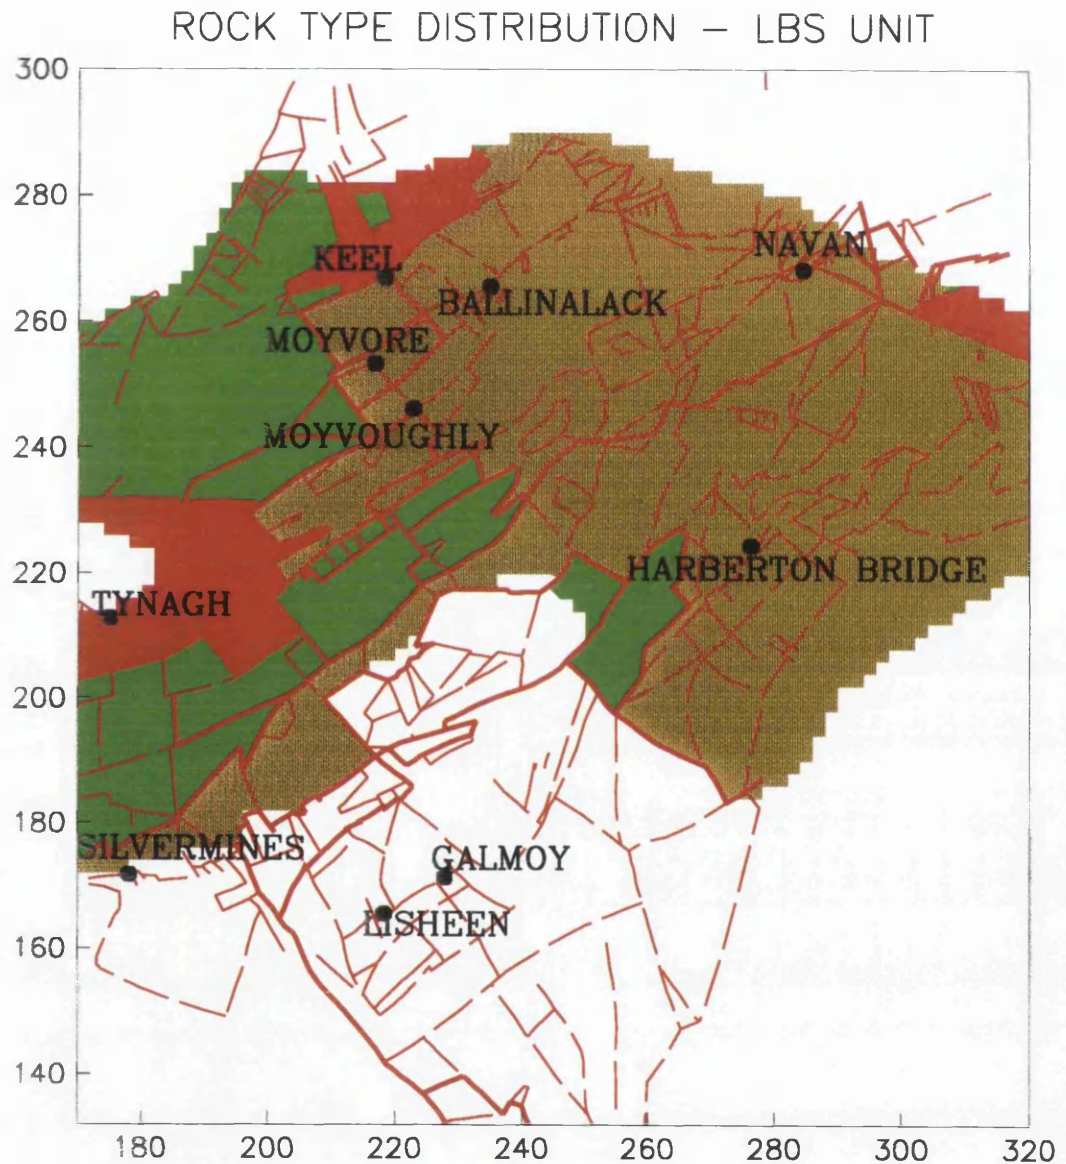 ROCK TYPE DISTRIBUTION – LBS UNIT
300
280
260
240
220
200
180
160
140
KEEL
NAVAN
BALLINALACK
MOYVORE
MOYVOUGHLY
HARBERTON BRIDGE
TYNAGH
SILVERMINES
GALMOY
LISHEEN
180 200 220 240 260 280 300 320